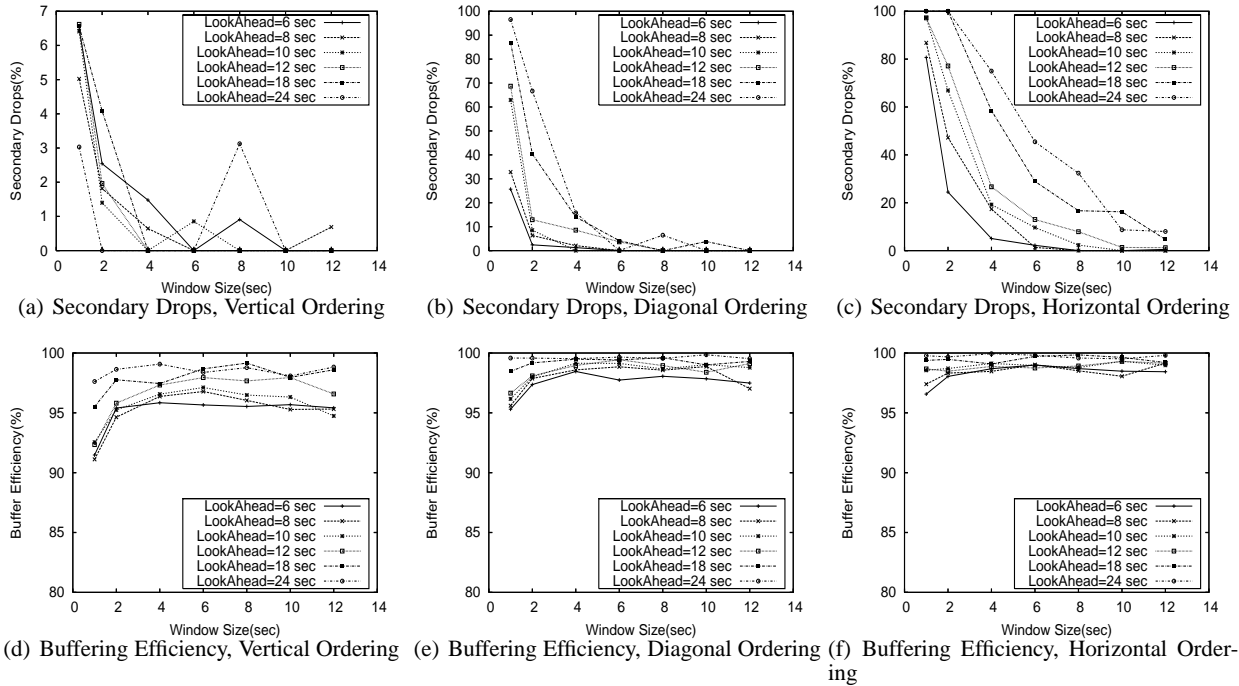 7
6
5
4
3
2
1
0
Secondary Drops(%)
LookAhead=6 sec
LookAhead=8 sec
LookAhead=10 sec
LookAhead=12 sec
LookAhead=18 sec
LookAhead=24 sec
0 2 4 6 8 10 12 14
Window Size(sec)
(a) Secondary Drops, Vertical Ordering
100
90
80
70
60
50
40
30
20
10
0
Secondary Drops(%)
LookAhead=6 sec
LookAhead=8 sec
LookAhead=10 sec
LookAhead=12 sec
LookAhead=18 sec
LookAhead=24 sec
0 2 4 6 8 10 12 14
Window Size(sec)
(b) Secondary Drops, Diagonal Ordering
100
80
60
40
20
0
Secondary Drops(%)
LookAhead=6 sec
LookAhead=8 sec
LookAhead=10 sec
LookAhead=12 sec
LookAhead=18 sec
LookAhead=24 sec
0 2 4 6 8 10 12 14
Window Size(sec)
(c) Secondary Drops, Horizontal Ordering
100
95
90
85
80
Buffer Efficiency(%)
LookAhead=6 sec
LookAhead=8 sec
LookAhead=10 sec
LookAhead=12 sec
LookAhead=18 sec
LookAhead=24 sec
0 2 4 6 8 10 12 14
Window Size(sec)
(d) Buffering Efficiency, Vertical Ordering
100
95
90
85
80
Buffer Efficiency(%)
LookAhead=6 sec
LookAhead=8 sec
LookAhead=10 sec
LookAhead=12 sec
LookAhead=18 sec
LookAhead=24 sec
0 2 4 6 8 10 12 14
Window Size(sec)
(e) Buffering Efficiency, Diagonal Ordering
100
95
90
85
80
Buffer Efficiency(%)
LookAhead=6 sec
LookAhead=8 sec
LookAhead=10 sec
LookAhead=12 sec
LookAhead=18 sec
LookAhead=24 sec
0 2 4 6 8 10 12 14
Window Size(sec)
(f) Buffering Efficiency, Horizontal Order-
ing